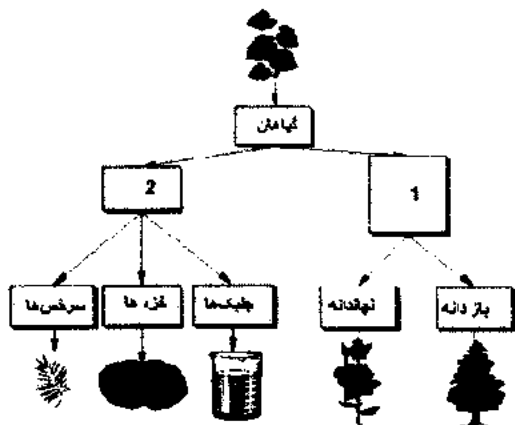 گیاهان
1
2
بازدانه
نهاندانه
جلبک‌ها
خزه ها
سرخس‌ها